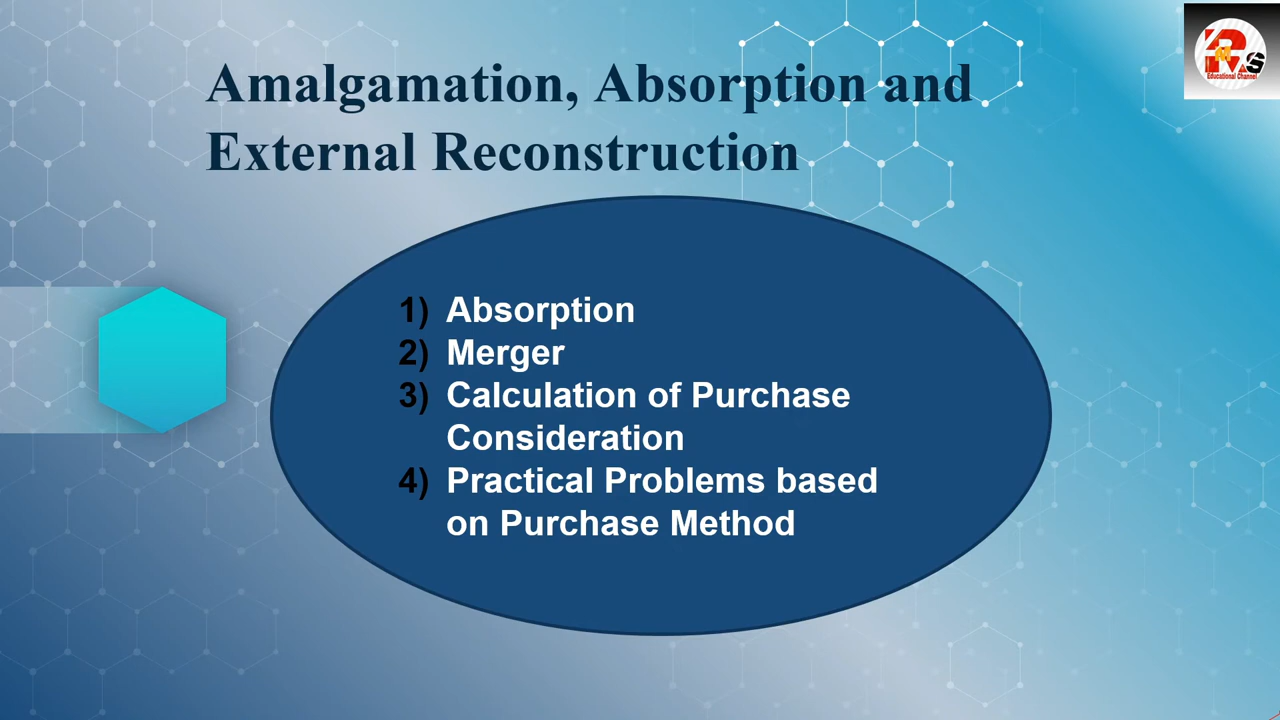 Amalgamation, Absorption and
External Reconstruction
1) Absorption
2) Merger
3) Calculation of Purchase
Consideration
4) Practical Problems based
on Purchase Method
Educational Channel